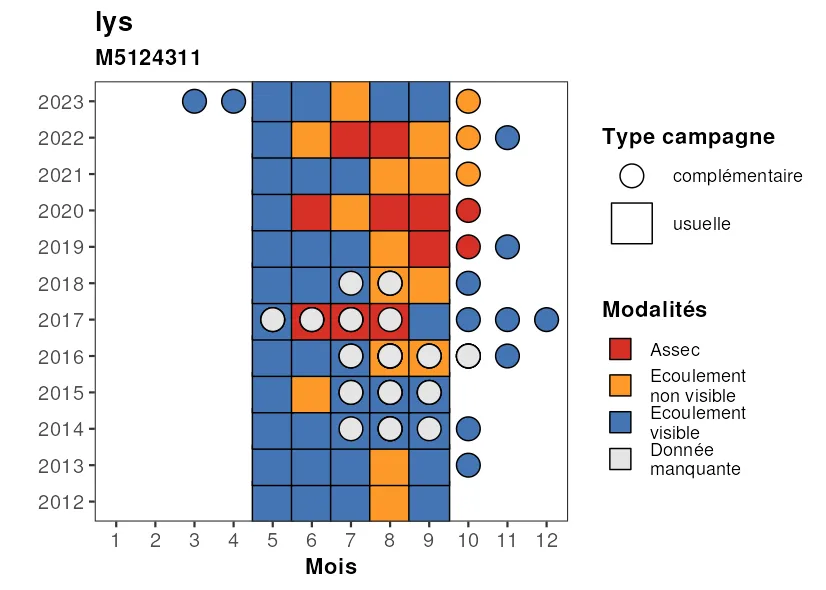 lys
M5124311
2023
2022
2021
2020
2019
2018
2017
2016
2015
2014
2013
2012
1 2 3 4 5 6 7 8 9 10 11 12
Mois
Type campagne
complémentaire
usuelle
Modalités
Assec
Ecoulement
non visible
Ecoulement
visible
Donnée
manquante